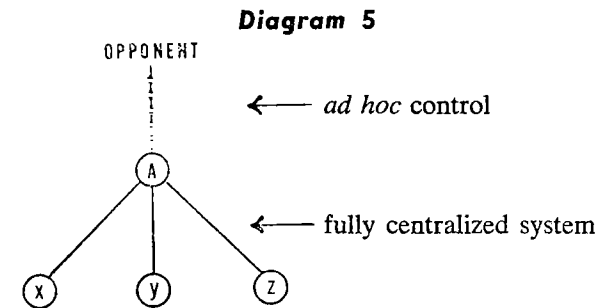 Diagram 5
OPPONENT
ad hoc control
A
fully centralized system
x
y
z